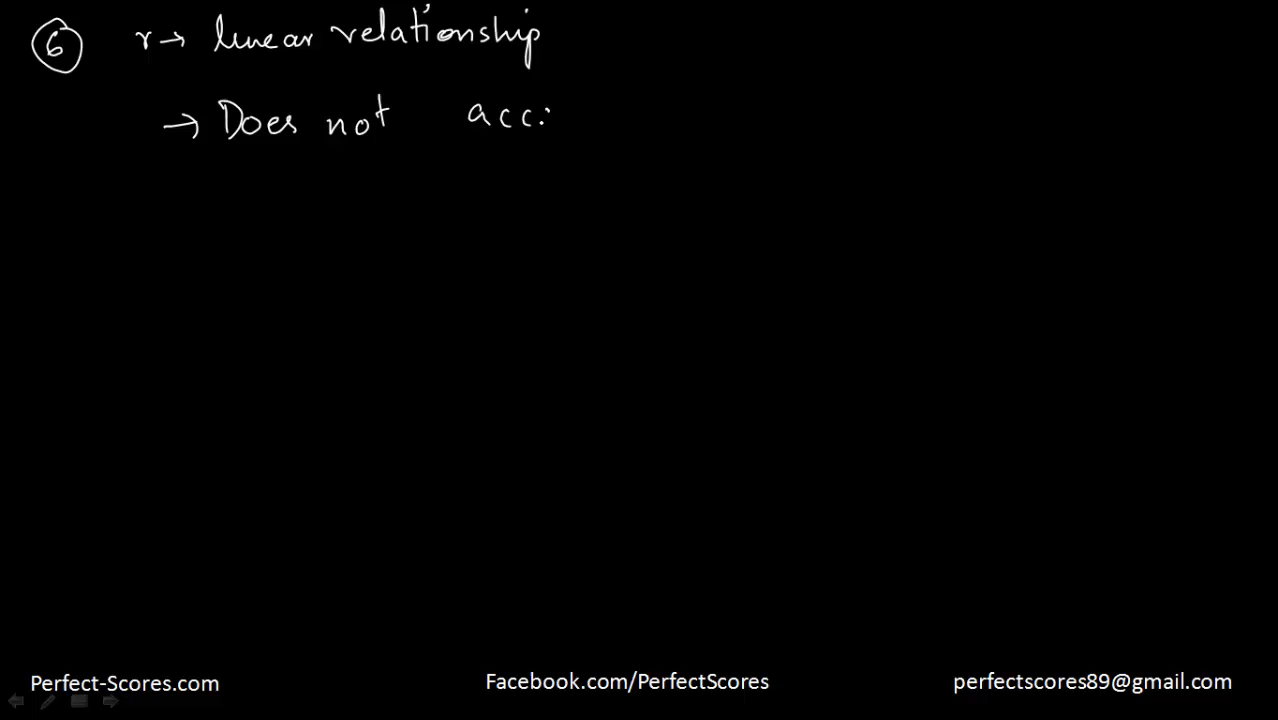 6 r → linear relationship
→ Does not acc
Perfect-Scores.com Facebook.com/PerfectScores perfectscores89@gmail.com